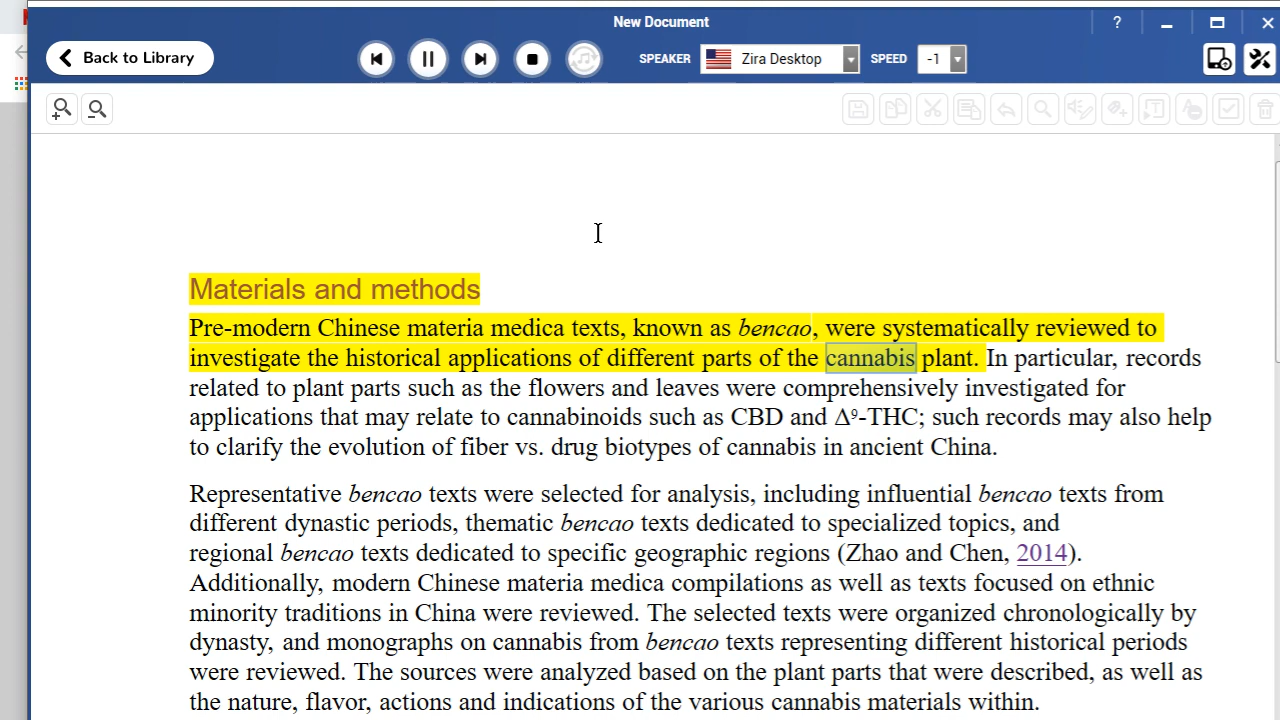 New Document
?
Back to Library
SPEAKER
Zira Desktop
SPEED
-1
Materials and methods
Pre-modern Chinese materia medica texts, known as bencao, were systematically reviewed to
investigate the historical applications of different parts of the cannabis plant. In particular, records
related to plant parts such as the flowers and leaves were comprehensively investigated for
applications that may relate to cannabinoids such as CBD and Δ⁹-THC; such records may also help
to clarify the evolution of fiber vs. drug biotypes of cannabis in ancient China.
Representative bencao texts were selected for analysis, including influential bencao texts from
different dynastic periods, thematic bencao texts dedicated to specialized topics, and
regional bencao texts dedicated to specific geographic regions (Zhao and Chen, 2014).
Additionally, modern Chinese materia medica compilations as well as texts focused on ethnic
minority traditions in China were reviewed. The selected texts were organized chronologically by
dynasty, and monographs on cannabis from bencao texts representing different historical periods
were reviewed. The sources were analyzed based on the plant parts that were described, as well as
the nature, flavor, actions and indications of the various cannabis materials within.